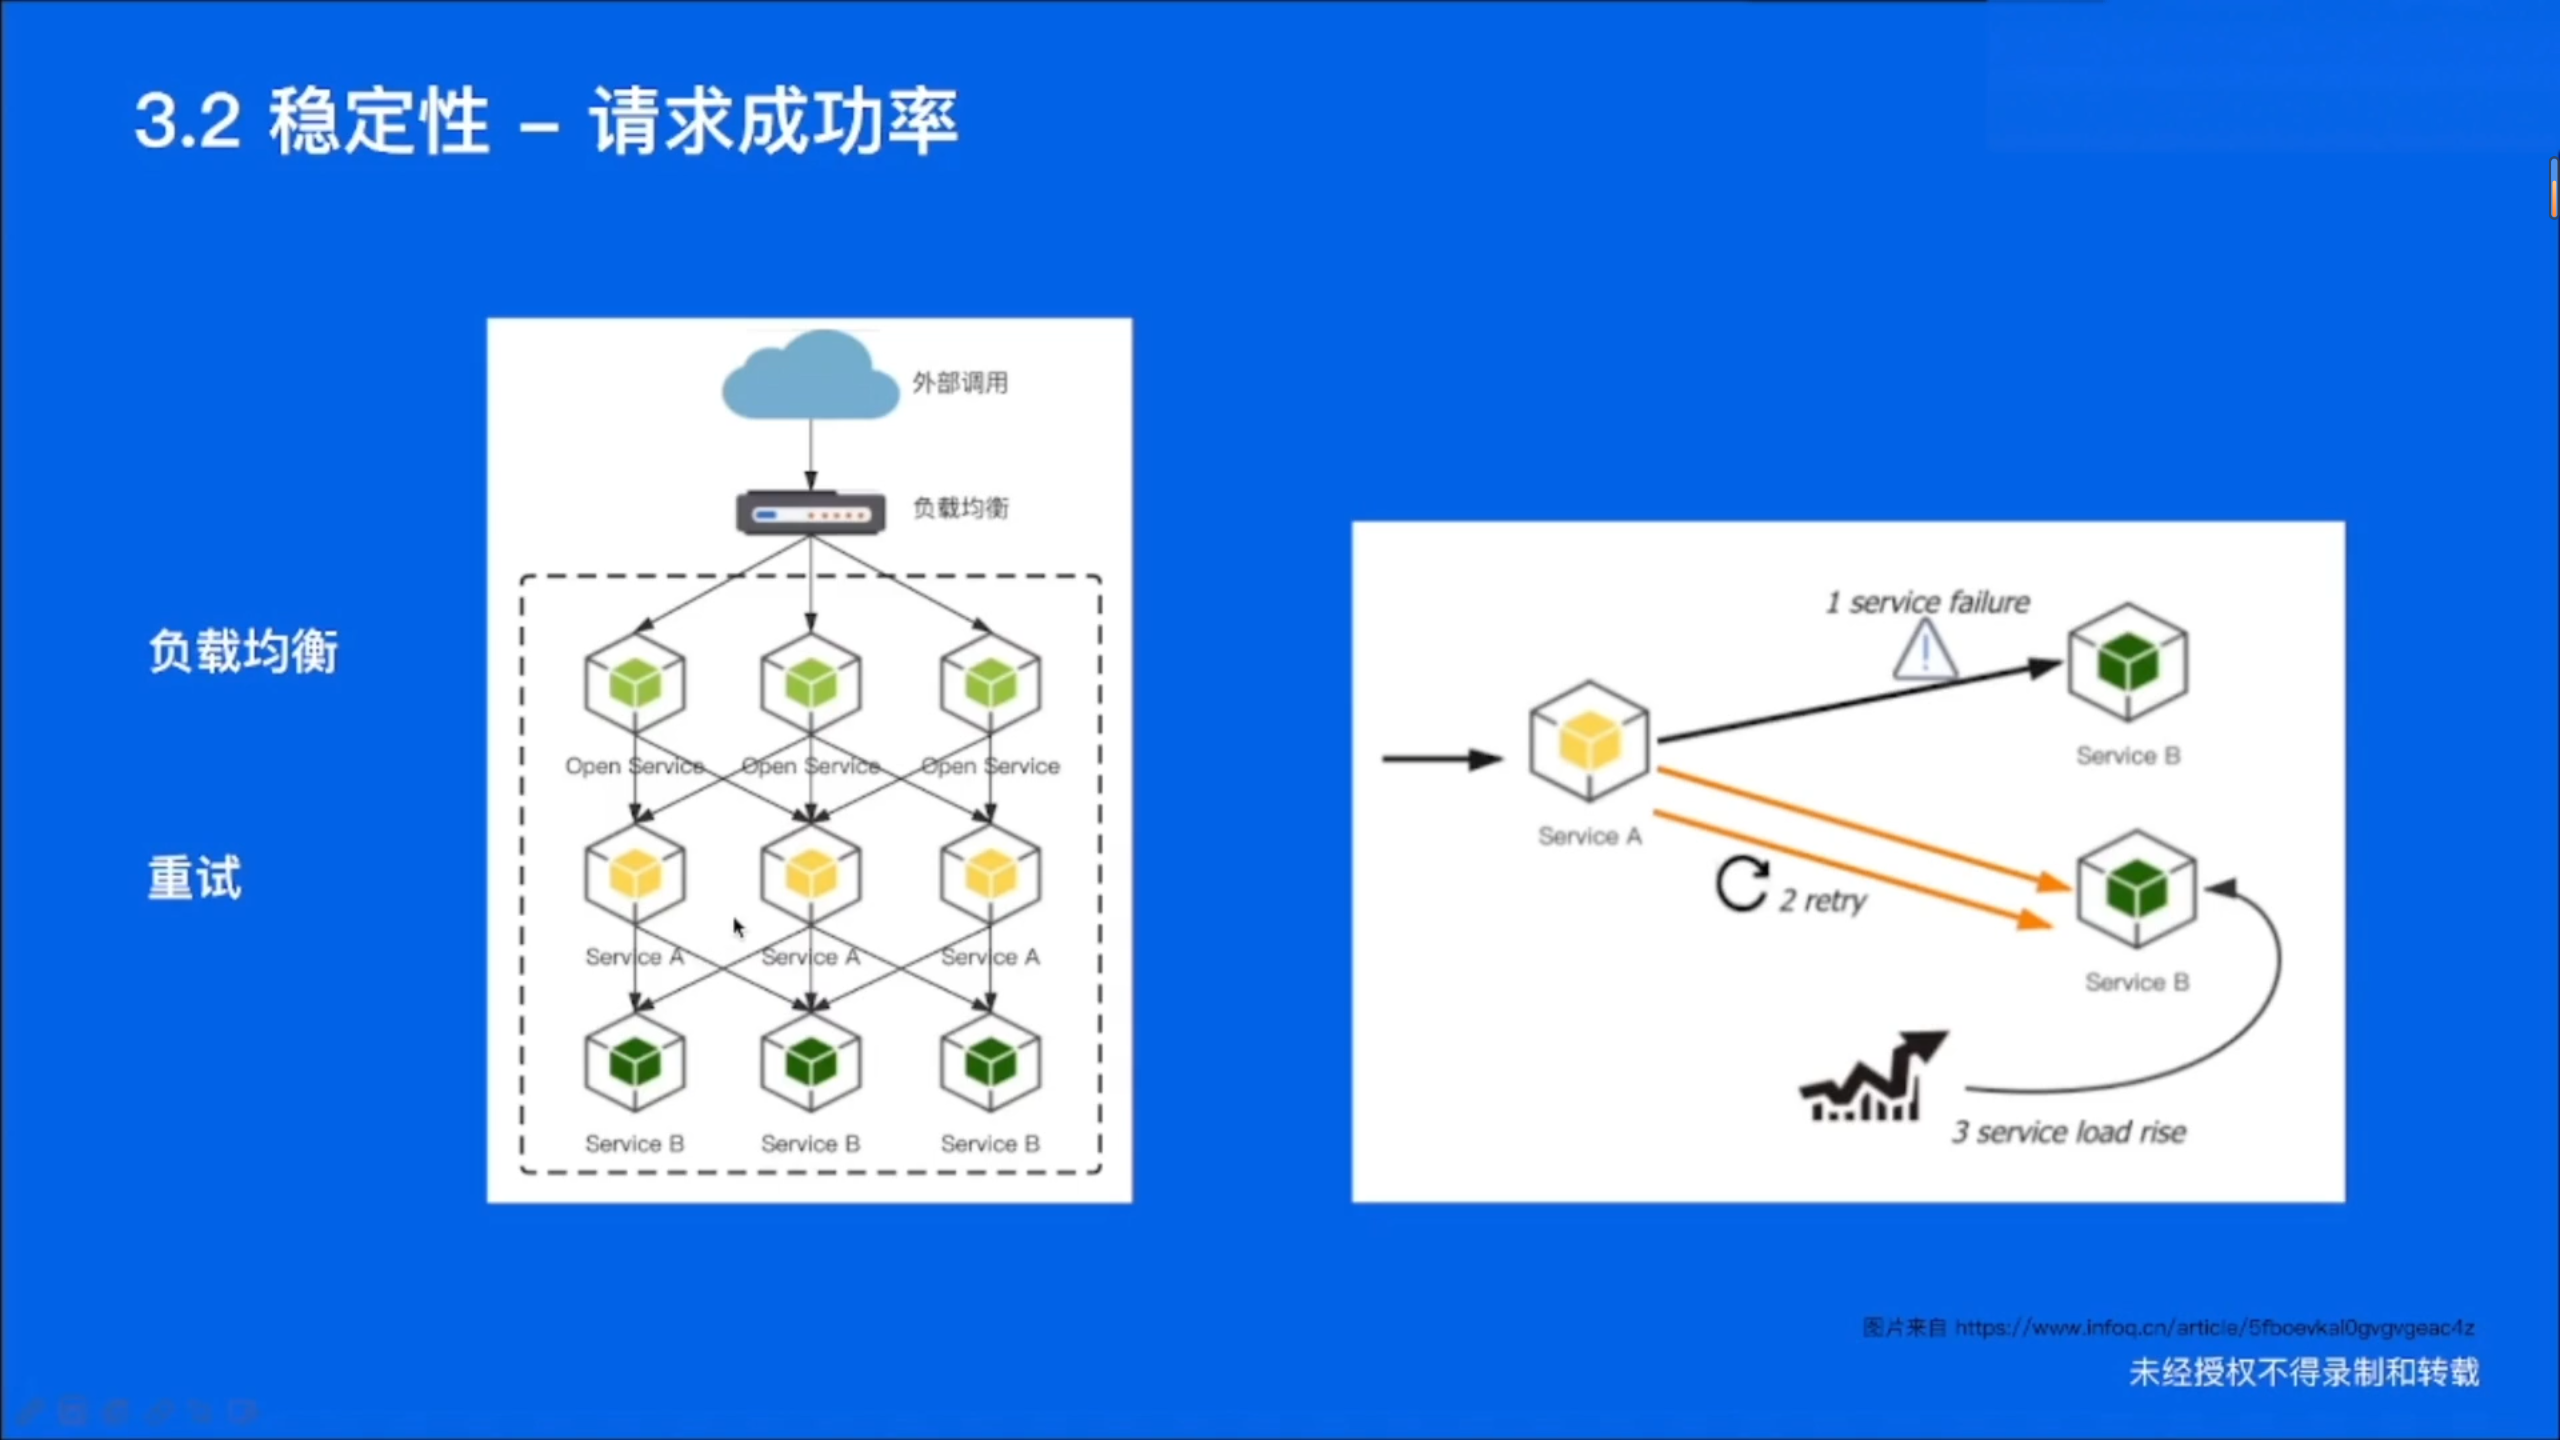 3.2 稳定性 – 请求成功率
负载均衡
重试
外部调用
负载均衡
Open Service Open Service Open Service
Service A Service A Service A
Service B Service B Service B
1 service failure
Service B
Service A
2 retry
Service B
3 service load rise
图片来自 https://www.infoq.cn/article/5fboevkal0gvgvgeac4z
未经授权不得录制和转载